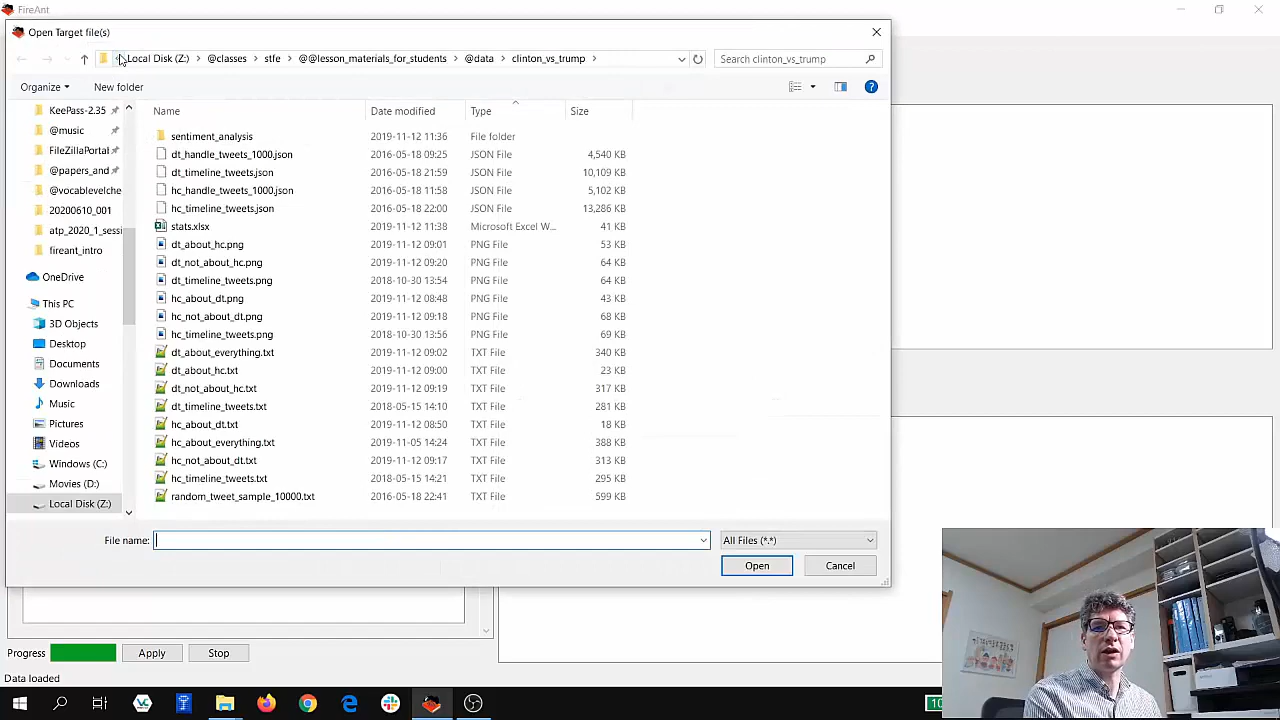 FireAnt
Open Target file(s)
Local Disk (Z:) › @classes › stfe › @@lesson_materials_for_students › @data › clinton_vs_trump ›
Search clinton_vs_trump
Organize
New folder
Name Date modified Type Size
KeePass-2.35
@music
FileZillaPortal
@papers_and
@vocablevelche
20200610_001
atp_2020_1_sessi
fireant_intro
OneDrive
This PC
3D Objects
Desktop
Documents
Downloads
Music
Pictures
Videos
Windows (C:)
Movies (D:)
Local Disk (Z:)
sentiment_analysis 2019-11-12 11:36 File folder
dt_handle_tweets_1000.json 2016-05-18 09:25 JSON File 4,540 KB
dt_timeline_tweets.json 2016-05-18 21:59 JSON File 10,109 KB
hc_handle_tweets_1000.json 2016-05-18 11:58 JSON File 5,102 KB
hc_timeline_tweets.json 2016-05-18 22:00 JSON File 13,286 KB
stats.xlsx 2019-11-12 11:38 Microsoft Excel W... 41 KB
dt_about_hc.png 2019-11-12 09:01 PNG File 53 KB
dt_not_about_hc.png 2019-11-12 09:20 PNG File 64 KB
dt_timeline_tweets.png 2018-10-30 13:54 PNG File 64 KB
hc_about_dt.png 2019-11-12 08:48 PNG File 43 KB
hc_not_about_dt.png 2019-11-12 09:18 PNG File 68 KB
hc_timeline_tweets.png 2018-10-30 13:56 PNG File 69 KB
dt_about_everything.txt 2019-11-12 09:02 TXT File 340 KB
dt_about_hc.txt 2019-11-12 09:00 TXT File 23 KB
dt_not_about_hc.txt 2019-11-12 09:19 TXT File 317 KB
dt_timeline_tweets.txt 2018-05-15 14:10 TXT File 281 KB
hc_about_dt.txt 2019-11-12 08:50 TXT File 18 KB
hc_about_everything.txt 2019-11-05 14:24 TXT File 388 KB
hc_not_about_dt.txt 2019-11-12 09:17 TXT File 313 KB
hc_timeline_tweets.txt 2018-05-15 14:21 TXT File 295 KB
random_tweet_sample_10000.txt 2016-05-18 22:41 TXT File 599 KB
File name:
All Files (*.*)
Open
Cancel
Progress
Apply
Stop
Data loaded